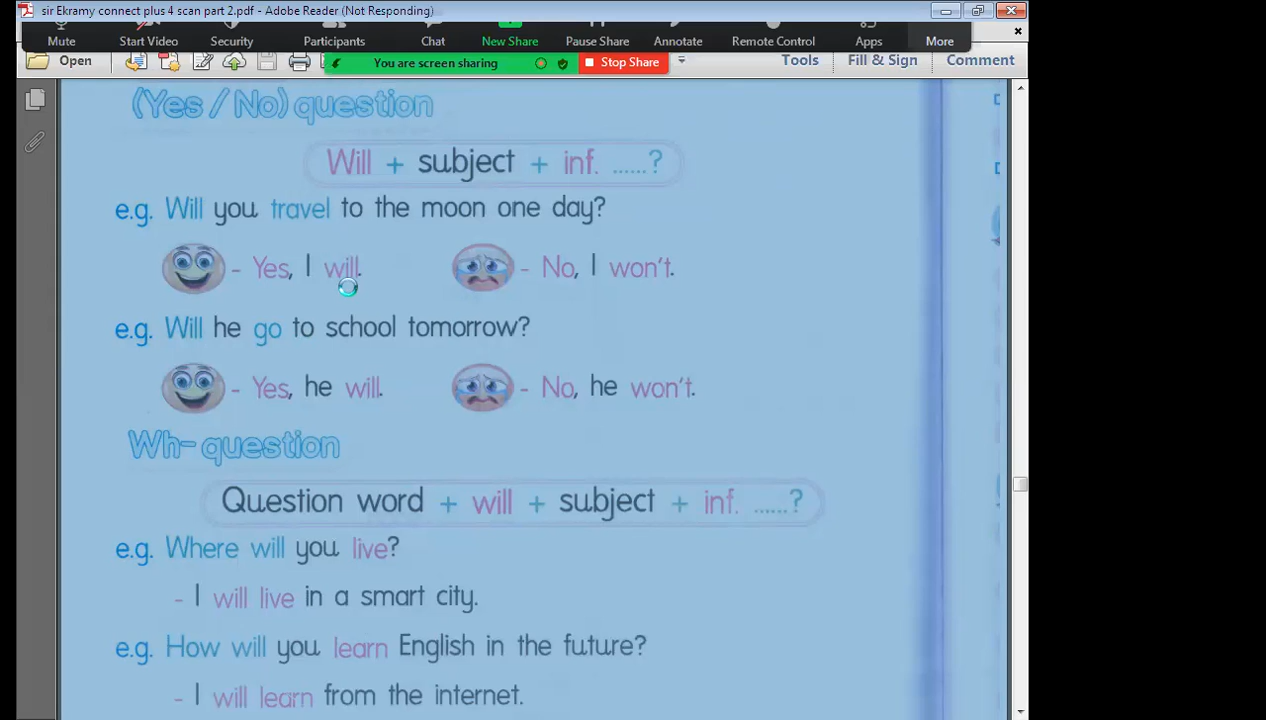 sir Ekramy connect plus 4 scan part 2.pdf - Adobe Reader (Not Responding)
Mute Start Video Security Participants Chat New Share Pause Share Annotate Remote Control Apps More
Open You are screen sharing Stop Share Tools Fill & Sign Comment
(Yes / No) question
Will + subject + inf. ......?
e.g. Will you travel to the moon one day?
- Yes, I will. - No, I won't.
e.g. Will he go to school tomorrow?
- Yes, he will. - No, he won't.
Wh- question
Question word + will + subject + inf. ......?
e.g. Where will you live?
- I will live in a smart city.
e.g. How will you learn English in the future?
- I will learn from the internet.